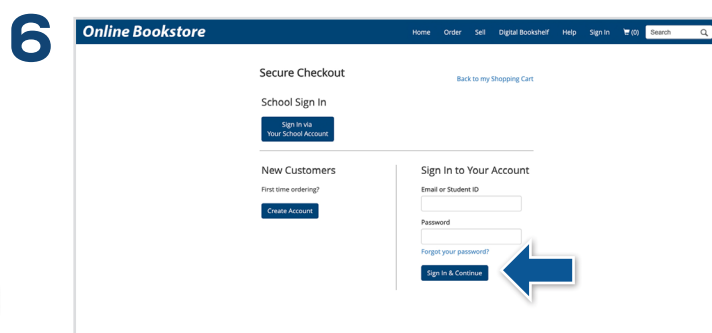 6
Online Bookstore
Home Order Sell Digital Bookshelf Help Sign In (0) Search
Secure Checkout
Back to my Shopping Cart
School Sign In
Sign In via
Your School Account
New Customers
First time ordering?
Create Account
Sign In to Your Account
Email or Student ID
Password
Forgot your password?
Sign In & Continue